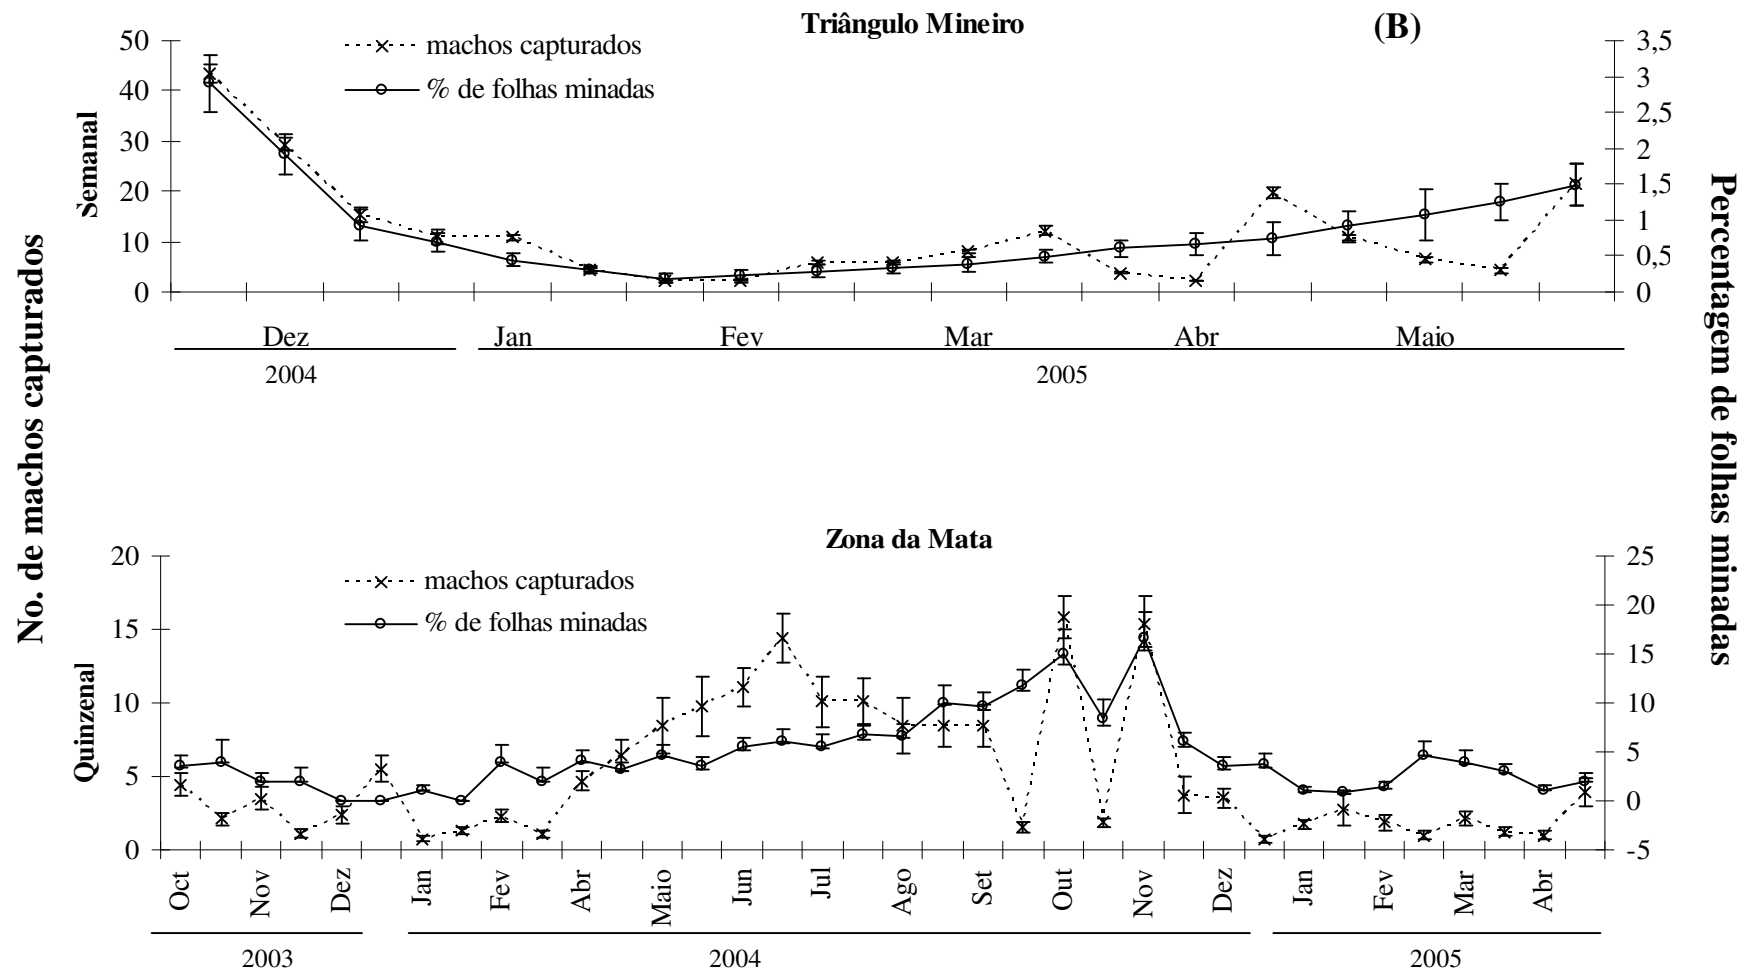 Triângulo Mineiro
(B)
machos capturados
% de folhas minadas
50
40
30
20
10
0
3,5
3
2,5
2
1,5
1
0,5
0
Semanal
Dez Jan Fev Mar Abr Maio
2004 2005
No. de machos capturados
Percentagem de folhas minadas
Zona da Mata
machos capturados
% de folhas minadas
20
15
10
5
0
25
20
15
10
5
0
-5
Quinzenal
Oct Nov Dez Jan Fev Abr Maio Jun Jul Ago Set Out Nov Dez Jan Fev Mar Abr
2003 2004 2005